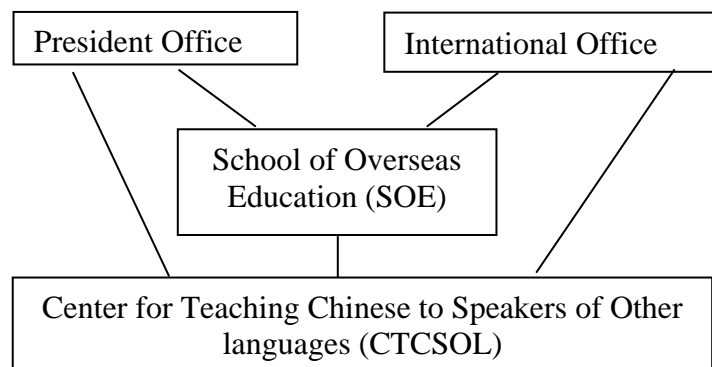 President Office
International Office
School of Overseas
Education (SOE)
Center for Teaching Chinese to Speakers of Other
languages (CTCSOL)